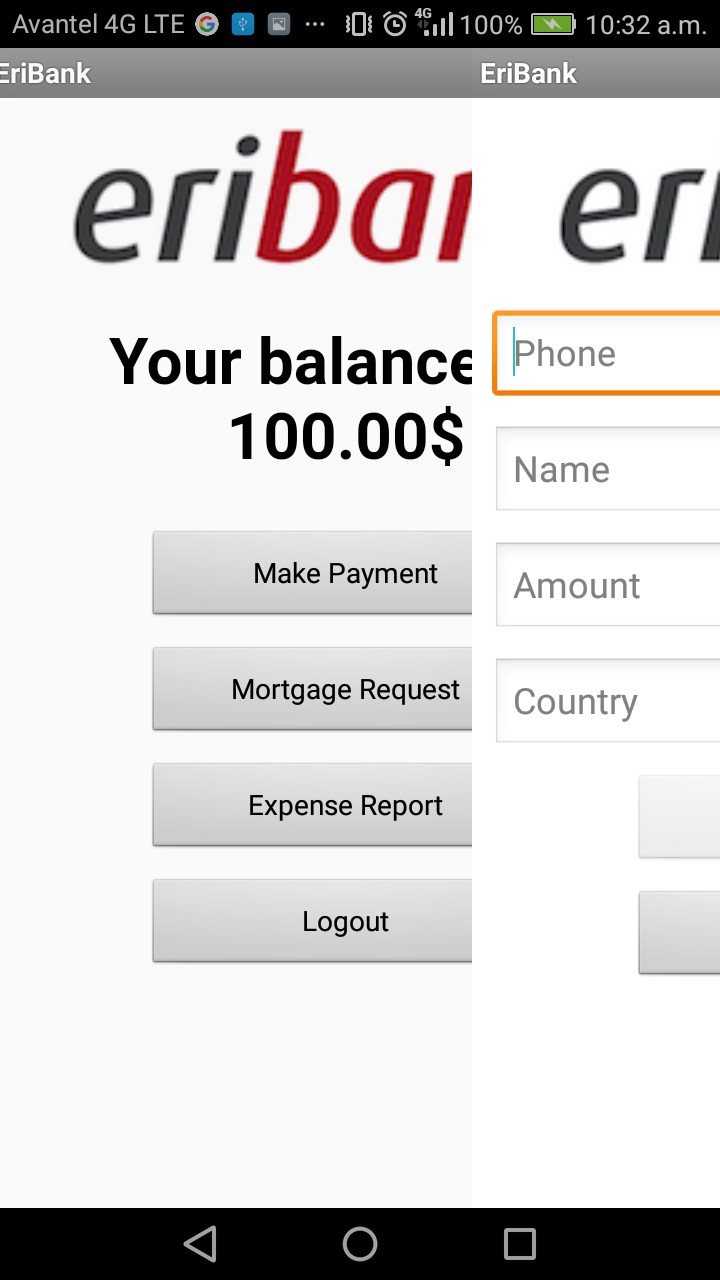 Avantel 4G LTE ... 4G 100% 10:32 a.m.
EriBank
eriban
Your balance
100.00$
Make Payment
Mortgage Request
Expense Report
Logout
EriBank
eri
Phone
Name
Amount
Country